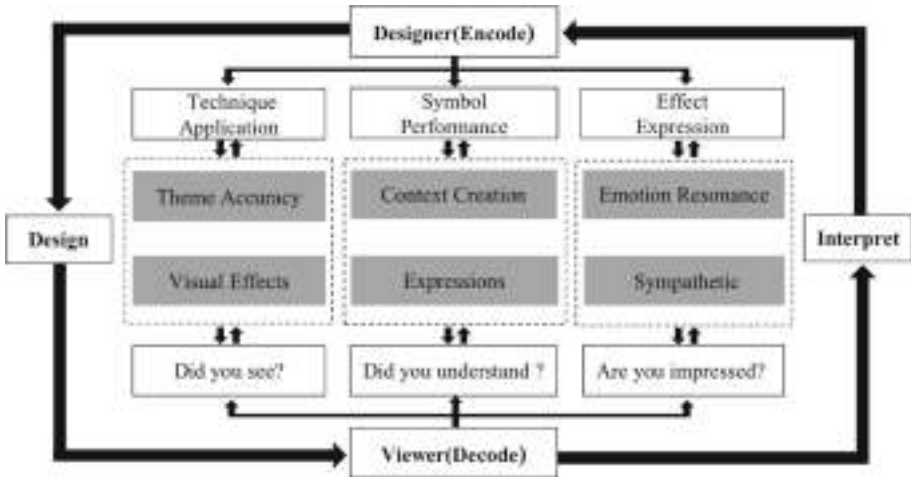 Designer(Encode)
Technique
Application
Symbol
Performance
Effect
Expression
Theme Accuracy
Context Creation
Emotion Resonance
Design
Interpret
Visual Effects
Expressions
Sympathetic
Did you see?
Did you understand ?
Are you impressed?
Viewer(Decode)